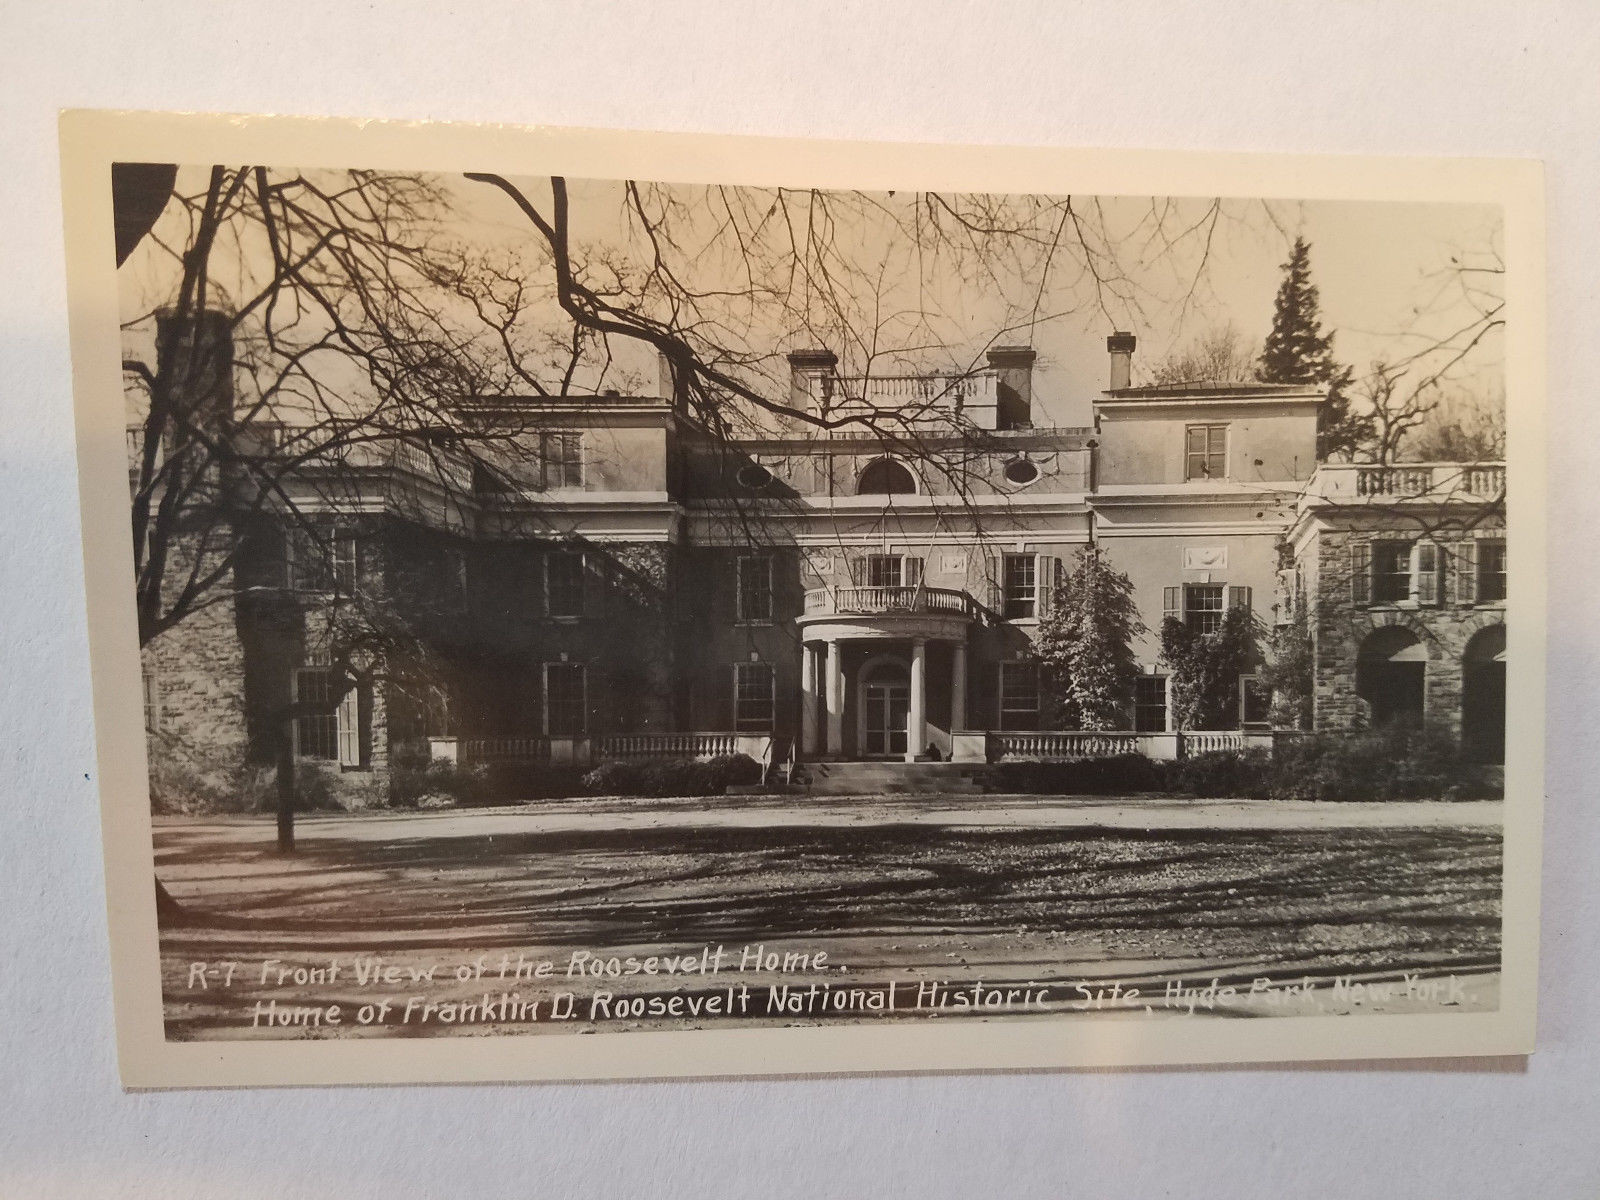 R-7 Front View of the Roosevelt Home.
Home of Franklin D. Roosevelt National Historic Site, Hyde Park, New York.